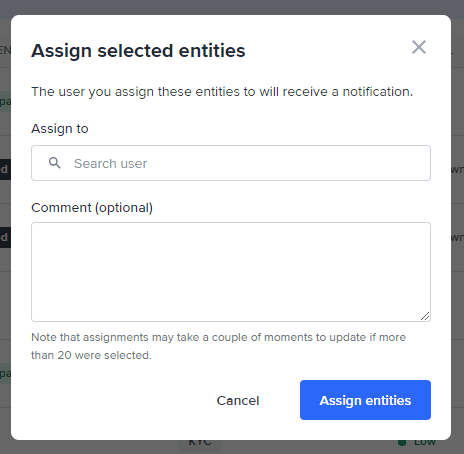 Assign selected entities
The user you assign these entities to will receive a notification.
Assign to
Search user
Comment (optional)
Note that assignments may take a couple of moments to update if more
than 20 were selected.
Cancel
Assign entities
KYC
Low